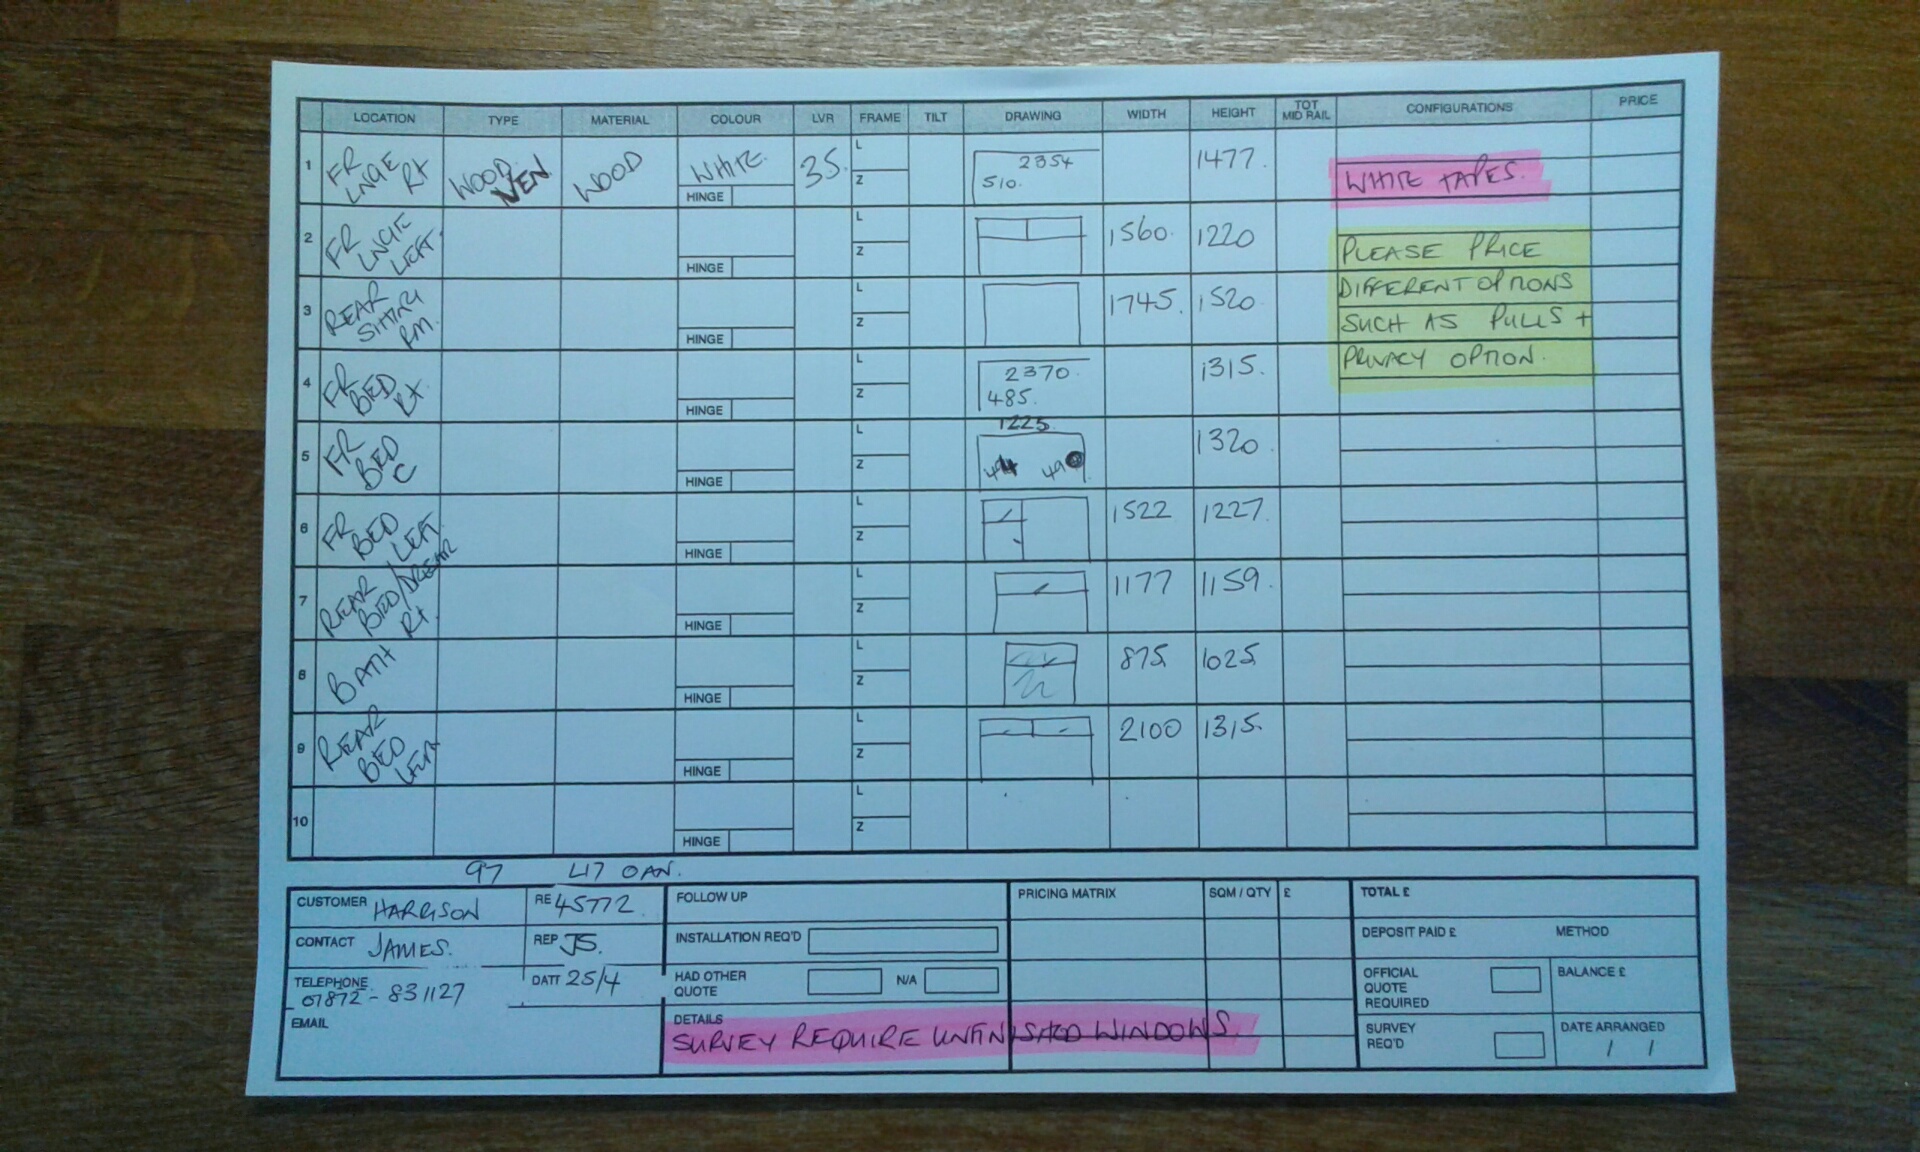 LOCATION TYPE MATERIAL COLOUR LVR FRAME TILT DRAWING WIDTH HEIGHT TOT MID RAIL CONFIGURATIONS PRICE
1 FR LNGE RT WOOD VEN WOOD WHITE. HINGE 35. L Z 2354 510. 1477. WHITE TAPES.
2 FR LNGE LEFT. HINGE L Z 1560. 1220 PLEASE PRICE
3 REAR RM. HINGE L Z 1745. 1520 DIFFERENT OPTIONS
SUCH AS PULLS +
4 FR BED RT. HINGE L Z 2370. 485. 1315. PRIVACY OPTION.
5 FR BED C HINGE L Z 1225 1320
6 FR BED LEFT. HINGE L Z 1522 1227.
7 REAR BED RT. HINGE L Z 1177 1159.
8 BATH HINGE L Z 875 1025
9 REAR BED LEFT HINGE L Z 2100 1315.
10 HINGE L Z
97
CUSTOMER HARRISON RE 45772
CONTACT JAMES. REP JS.
TELEPHONE 07872 - 831127 25/4
EMAIL
FOLLOW UP
INSTALLATION REQ'D
HAD OTHER QUOTE N/A
DETAILS
SURVEY REQUIRE UNFINISHED WINDOWS.
PRICING MATRIX SQM / QTY £
TOTAL £
DEPOSIT PAID £ METHOD
OFFICIAL QUOTE REQUIRED BALANCE £
SURVEY REQ'D DATE ARRANGED
/ /